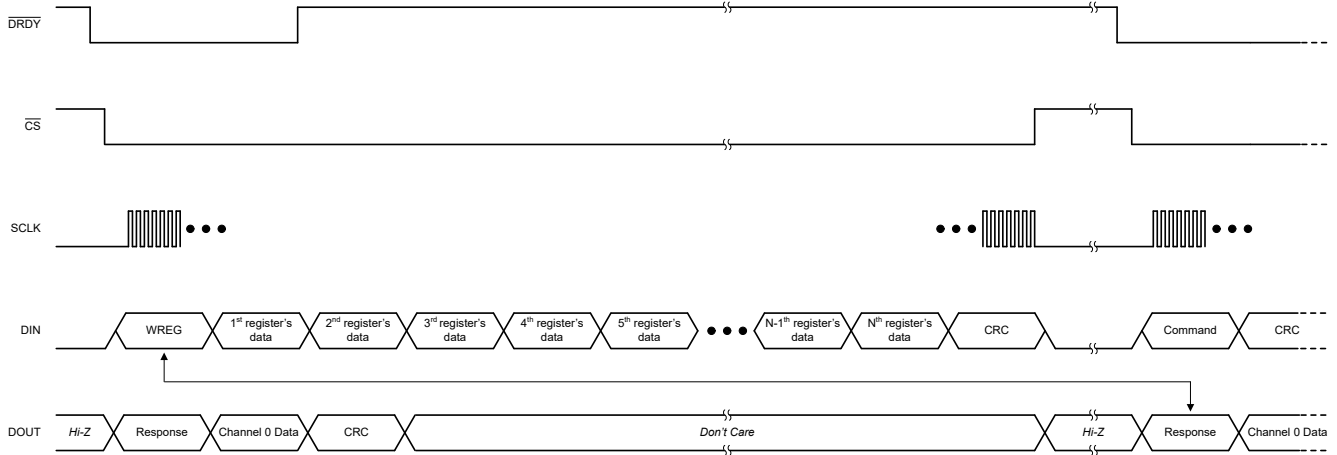 DRDY
CS
SCLK
DIN
WREG
1st register's
data
2nd register's
data
3rd register's
data
4th register's
data
5th register's
data
N-1th register's
data
Nth register's
data
CRC
Command
CRC
DOUT
Hi-Z
Response
Channel 0 Data
CRC
Don't Care
Hi-Z
Response
Channel 0 Data